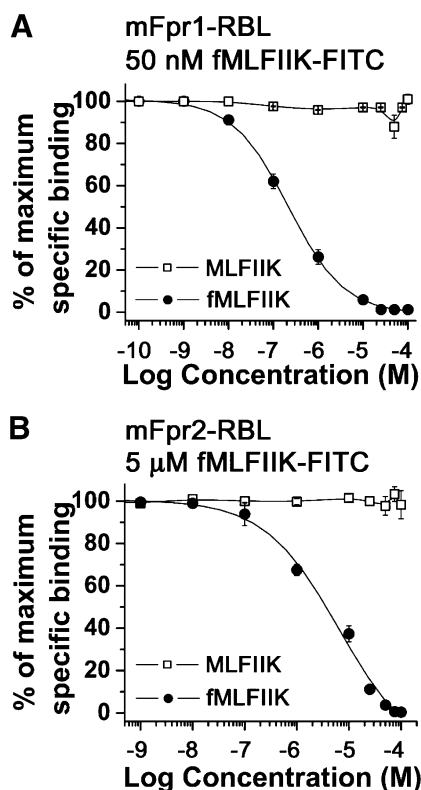 A
mFpr1-RBL
50 nM fMLFIIK-FITC
% of maximum
specific binding
100
80
60
40
20
0
MLFIIK
fMLFIIK
-10 -9 -8 -7 -6 -5 -4
Log Concentration (M)
B
mFpr2-RBL
5 μM fMLFIIK-FITC
% of maximum
specific binding
100
80
60
40
20
0
MLFIIK
fMLFIIK
-9 -8 -7 -6 -5 -4
Log Concentration (M)